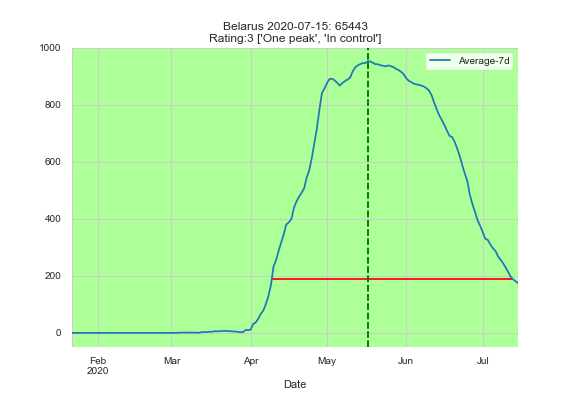 Belarus 2020-07-15: 65443
Rating:3 ['One peak', 'In control']
Average-7d
1000
800
600
400
200
0
Feb Mar Apr May Jun Jul
2020
Date